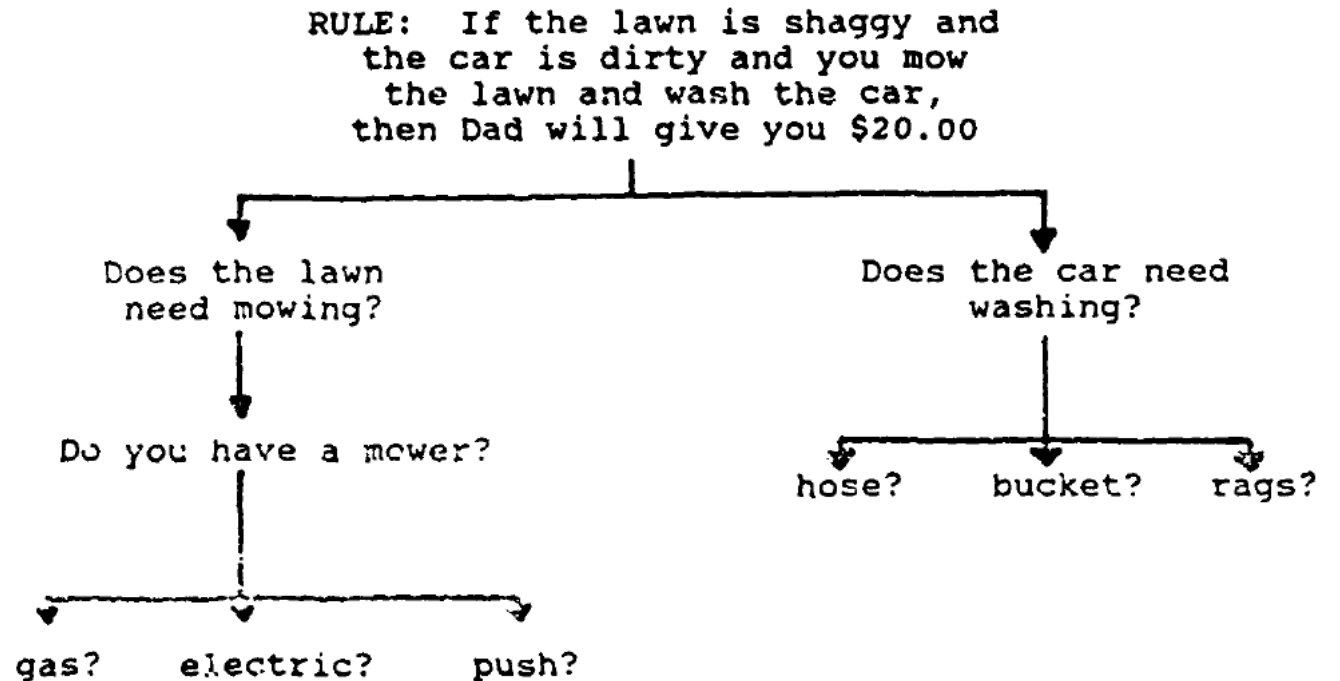 RULE: If the lawn is shaggy and
the car is dirty and you mow
the lawn and wash the car,
then Dad will give you $20.00
Does the lawn
need mowing?
Does the car need
washing?
Do you have a mower?
hose? bucket? rags?
gas? electric? push?